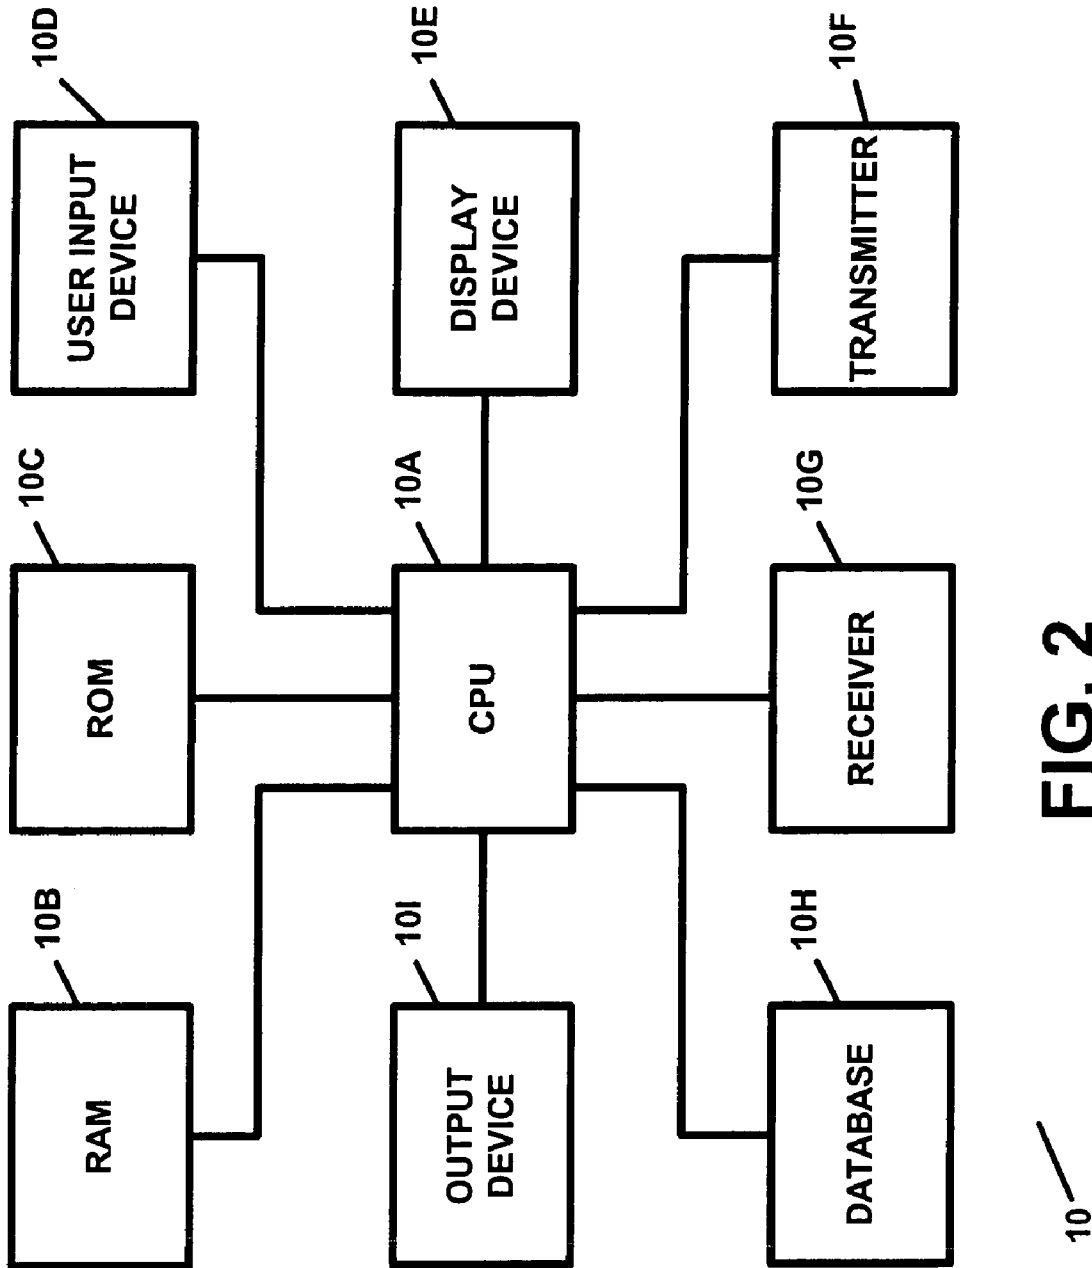 10B
10C
10D
RAM
ROM
USER INPUT
DEVICE
10I
10A
10E
OUTPUT
DEVICE
CPU
DISPLAY
DEVICE
10H
10G
10F
DATABASE
RECEIVER
TRANSMITTER
10
FIG. 2